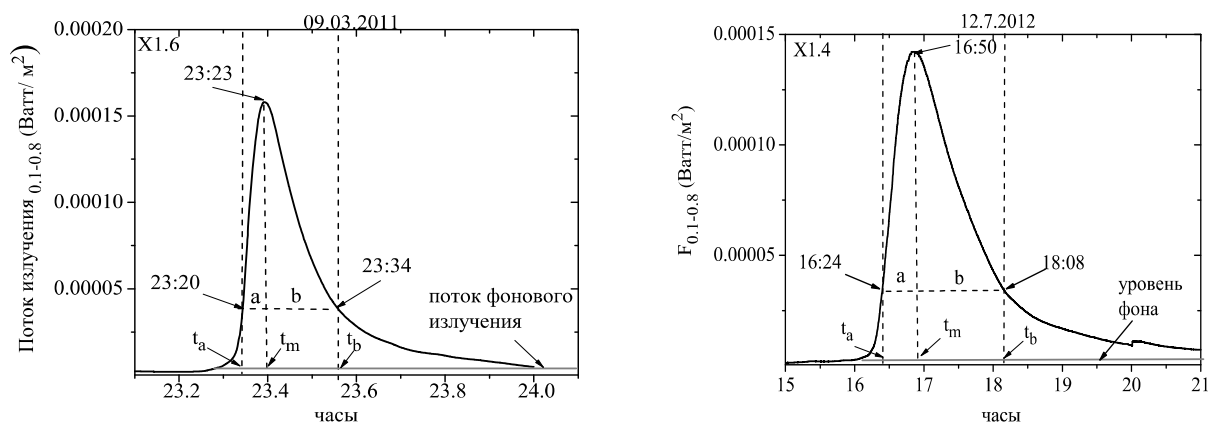 09.03.2011
X1.6
Поток излучения 0.1-0.8 (Ватт/ м²)
0.00020
0.00015
0.00010
0.00005
23:23
23:20
23:34
a
b
поток фонового
излучения
ta
tm
tb
23.2
23.4
23.6
23.8
24.0
часы
12.7.2012
X1.4
F0.1-0.8 (Ватт/м²)
0.00015
0.00010
0.00005
16:50
16:24
18:08
a
b
уровень
фона
ta
tm
tb
15
16
17
18
19
20
21
часы